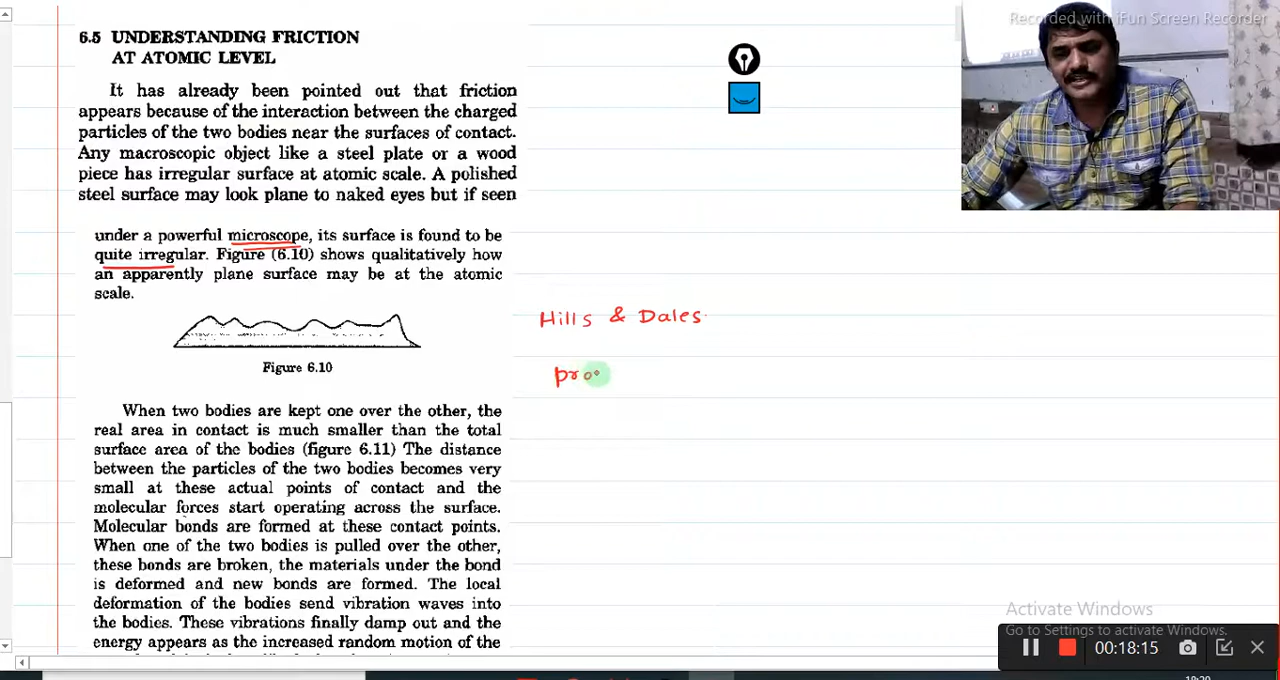 Recorded with iFun Screen Recorder
6.5 UNDERSTANDING FRICTION
AT ATOMIC LEVEL
It has already been pointed out that friction
appears because of the interaction between the charged
particles of the two bodies near the surfaces of contact.
Any macroscopic object like a steel plate or a wood
piece has irregular surface at atomic scale. A polished
steel surface may look plane to naked eyes but if seen
under a powerful microscope, its surface is found to be
quite irregular. Figure (6.10) shows qualitatively how
an apparently plane surface may be at the atomic
scale.
Hills & Dales
Figure 6.10
pro
When two bodies are kept one over the other, the
real area in contact is much smaller than the total
surface area of the bodies (figure 6.11) The distance
between the particles of the two bodies becomes very
small at these actual points of contact and the
molecular forces start operating across the surface.
Molecular bonds are formed at these contact points.
When one of the two bodies is pulled over the other,
these bonds are broken, the materials under the bond
is deformed and new bonds are formed. The local
deformation of the bodies send vibration waves into
the bodies. These vibrations finally damp out and the
energy appears as the increased random motion of the
Activate Windows
Go to Settings to activate Windows.
00:18:15